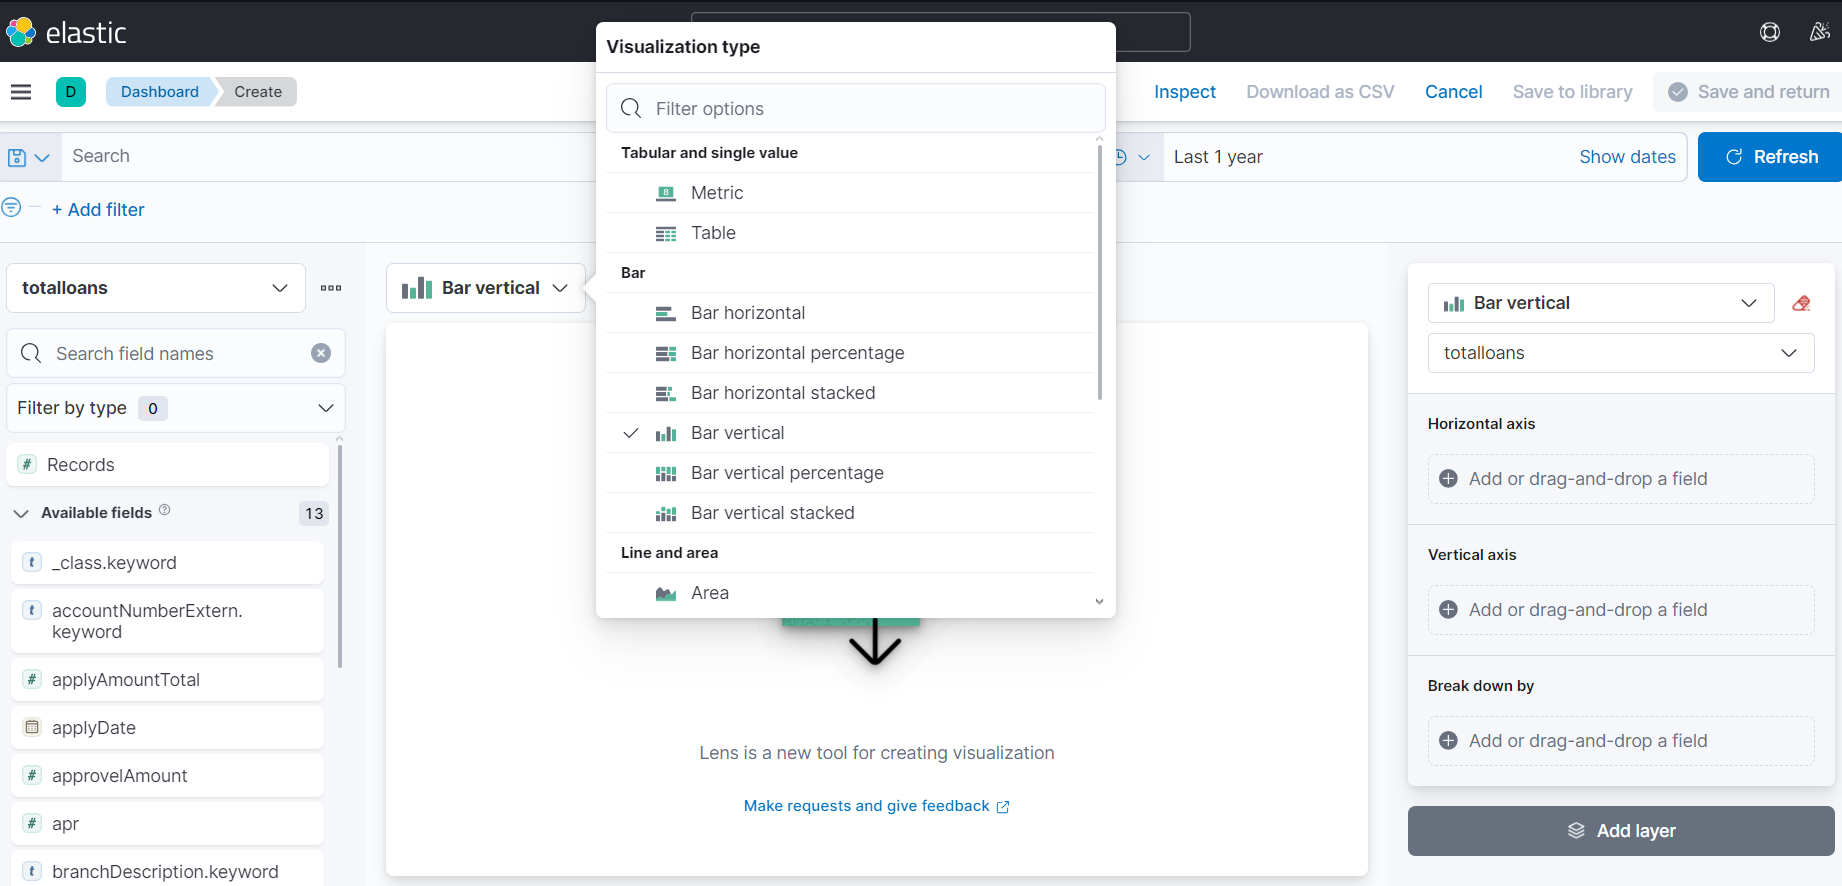 elastic
D
Dashboard
Create
Inspect
Download as CSV
Cancel
Save to library
Save and return
Search
Last 1 year
Show dates
Refresh
+ Add filter
Visualization type
Filter options
Tabular and single value
8
Metric
Table
Bar
Bar horizontal
Bar horizontal percentage
Bar horizontal stacked
Bar vertical
Bar vertical percentage
Bar vertical stacked
Line and area
Area
totalloans
Search field names
Filter by type 0
# Records
Available fields ? 13
t _class.keyword
t accountNumberExtern.
keyword
# applyAmountTotal
applyDate
# approvelAmount
# apr
t branchDescription.keyword
Bar vertical
Lens is a new tool for creating visualization
Make requests and give feedback
Bar vertical
totalloans
Horizontal axis
Add or drag-and-drop a field
Vertical axis
Add or drag-and-drop a field
Break down by
Add or drag-and-drop a field
Add layer